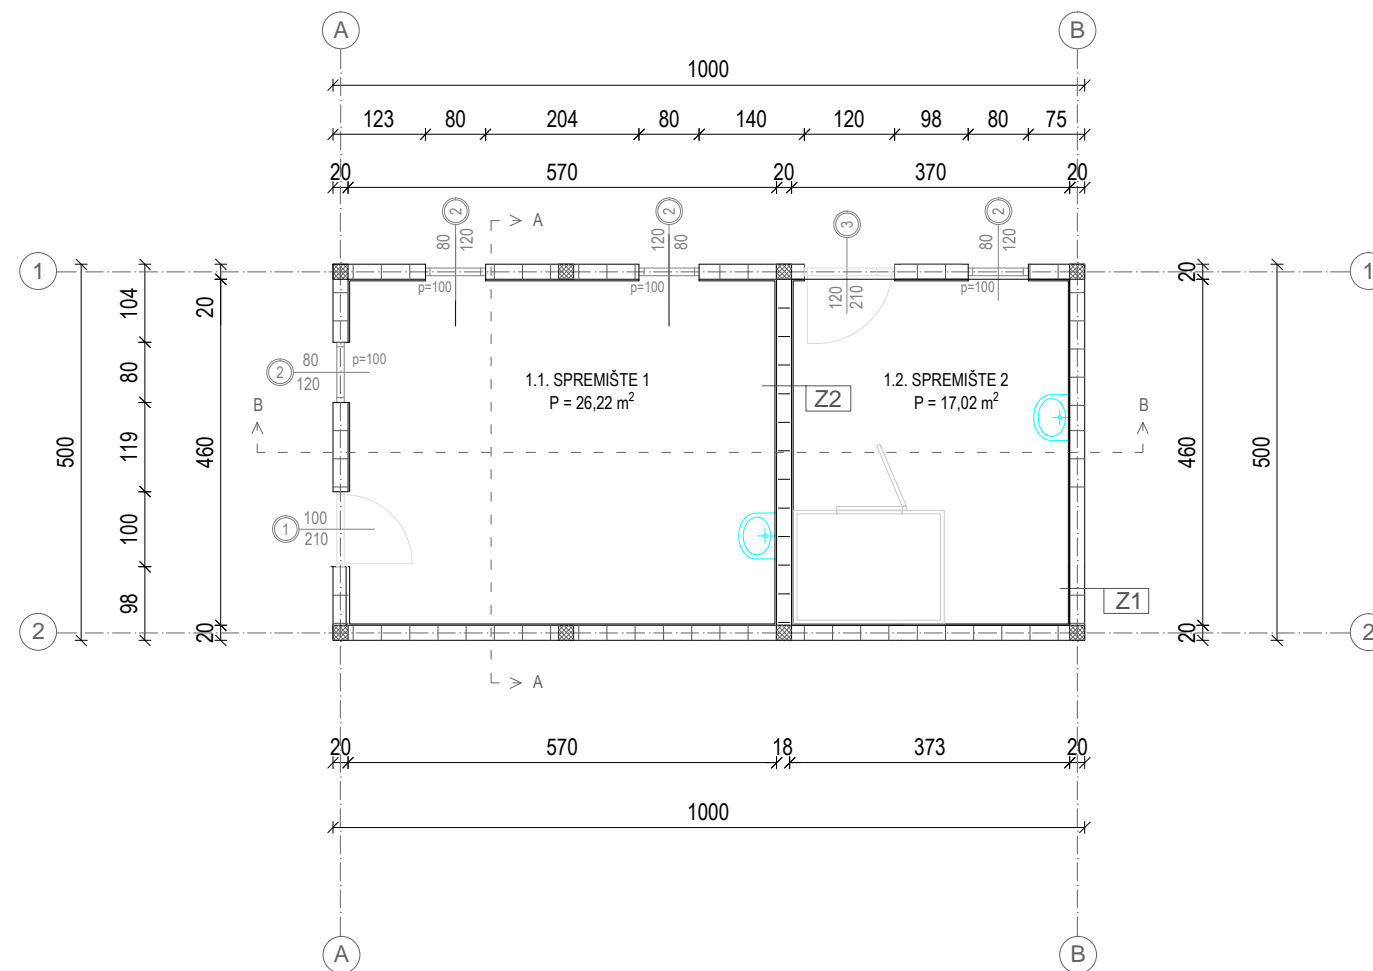 A B
1000
123 80 204 80 140 120 98 80 75
20 570 20 370 20
2 2 3 2
80 120 120 80 120 210 80 120
A
1 1
p=100 p=100 p=100
500 104 80 119 100 98
20 460 20
20 460 20 500
2 80 120 p=100
1.1. SPREMIŠTE 1
P = 26,22 m²
Z2
1.2. SPREMIŠTE 2
P = 17,02 m²
B B
1 100 210
Z1
2 2
A
20 570 18 373 20
1000
A B